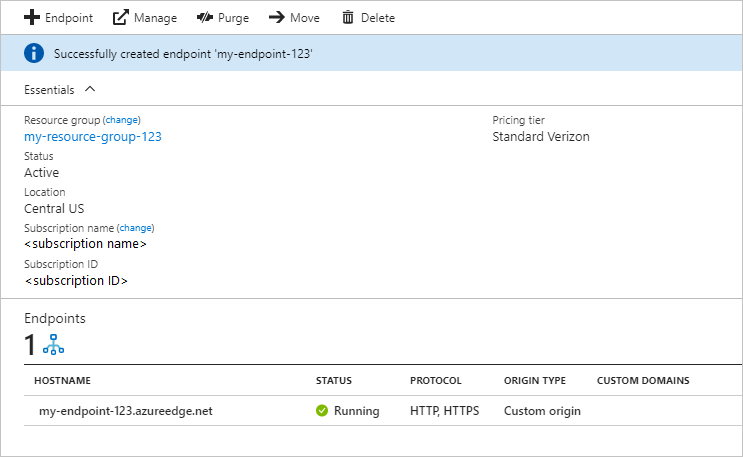 Endpoint Manage Purge Move Delete
Successfully created endpoint 'my-endpoint-123'
Essentials
Resource group (change) Pricing tier
my-resource-group-123 Standard Verizon
Status
Active
Location
Central US
Subscription name (change)
<subscription name>
Subscription ID
<subscription ID>
Endpoints
1
HOSTNAME STATUS PROTOCOL ORIGIN TYPE CUSTOM DOMAINS
my-endpoint-123.azureedge.net Running HTTP, HTTPS Custom origin